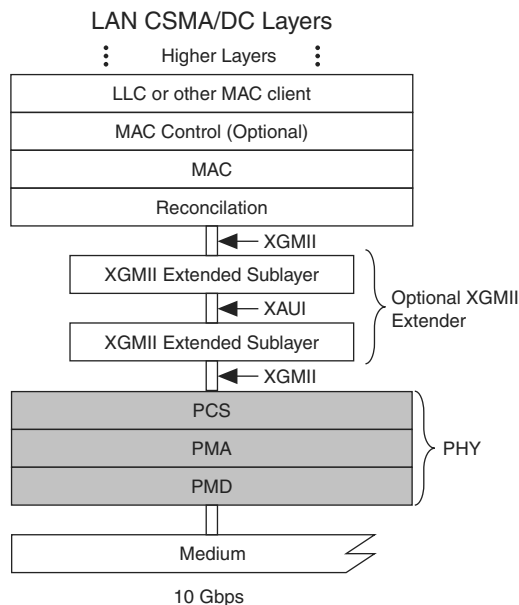 LAN CSMA/DC Layers
Higher Layers
LLC or other MAC client
MAC Control (Optional)
MAC
Reconcilation
XGMII
XGMII Extended Sublayer
XAUI
Optional XGMII
Extender
XGMII Extended Sublayer
XGMII
PCS
PMA
PHY
PMD
Medium
10 Gbps